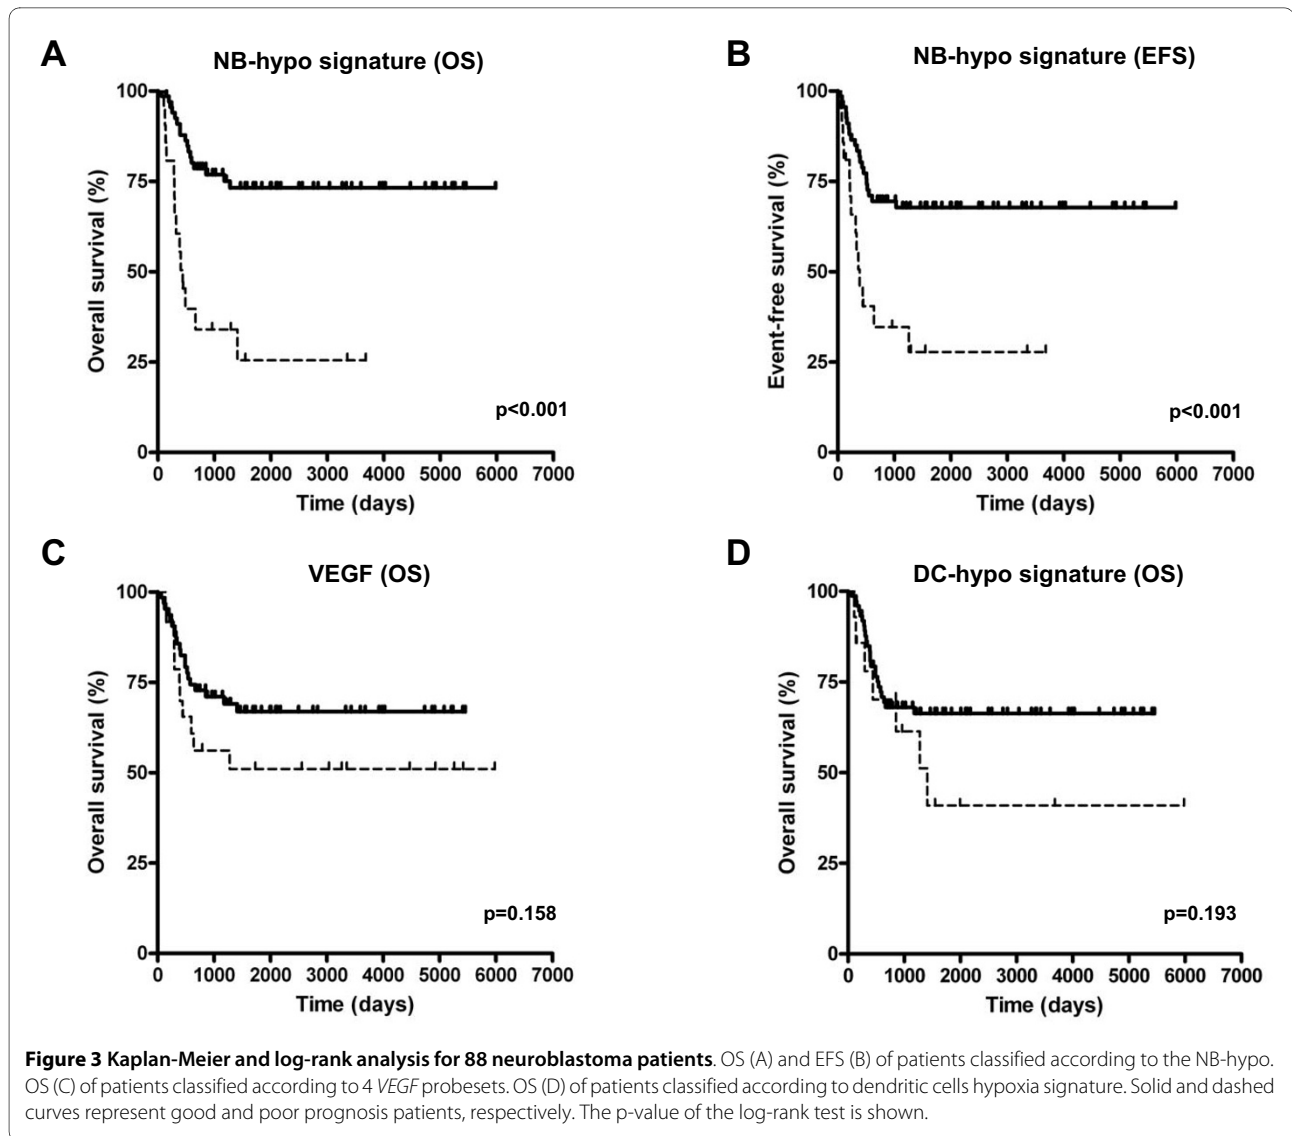 A
NB-hypo signature (OS)
100
75
50
25
0
Overall survival (%)
p<0.001
0 1000 2000 3000 4000 5000 6000 7000
Time (days)
B
NB-hypo signature (EFS)
100
75
50
25
0
Event-free survival (%)
p<0.001
0 1000 2000 3000 4000 5000 6000 7000
Time (days)
C
VEGF (OS)
100
75
50
25
0
Overall survival (%)
p=0.158
0 1000 2000 3000 4000 5000 6000 7000
Time (days)
D
DC-hypo signature (OS)
100
75
50
25
0
Overall survival (%)
p=0.193
0 1000 2000 3000 4000 5000 6000 7000
Time (days)
Figure 3 Kaplan-Meier and log-rank analysis for 88 neuroblastoma patients. OS (A) and EFS (B) of patients classified according to the NB-hypo.
OS (C) of patients classified according to 4 VEGF probesets. OS (D) of patients classified according to dendritic cells hypoxia signature. Solid and dashed
curves represent good and poor prognosis patients, respectively. The p-value of the log-rank test is shown.